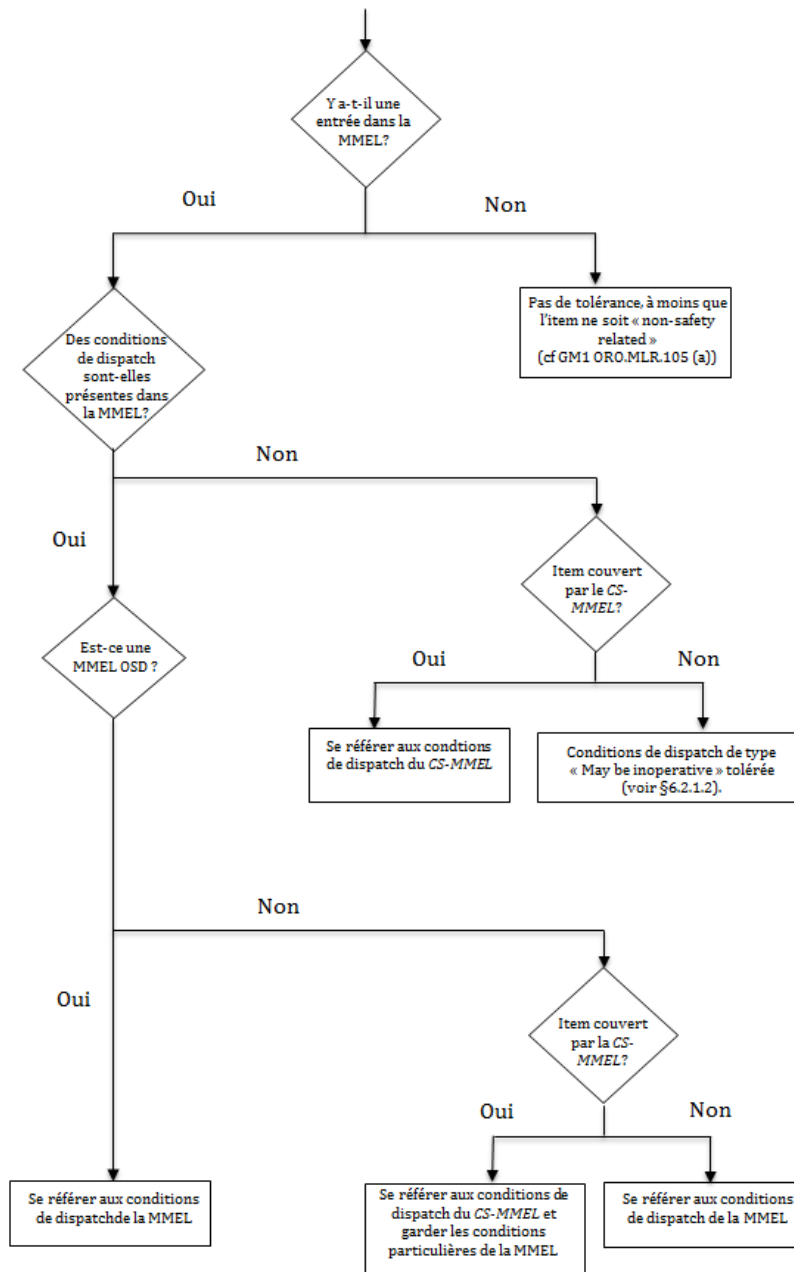 Y a-t-il une
entrée dans la
MMEL?
Oui
Non
Des conditions
de dispatch
sont-elles
présentes dans
la MMEL?
Pas de tolérance, à moins que
l'item ne soit « non-safety
related »
(cf GM1 ORO.MLR.105 (a))
Non
Oui
Item couvert
par le CS-
MMEL?
Est-ce une
MMEL OSD ?
Oui
Non
Se référer aux condtions
de dispatch du CS-MMEL
Conditions de dispatch de type
« May be inoperative » tolérée
(voir §6.2.1.2).
Non
Oui
Item couvert
par la CS-
MMEL?
Oui
Non
Se référer aux conditions
de dispatchde la MMEL
Se référer aux conditions de
dispatch du CS-MMEL et
garder les conditions
particulières de la MMEL
Se référer aux conditions
de dispatch de la MMEL